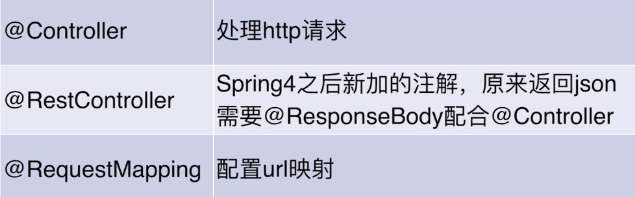 @Controller 处理http请求
@RestController Spring4之后新加的注解，原来返回json
需要@ResponseBody配合@Controller
@RequestMapping 配置url映射